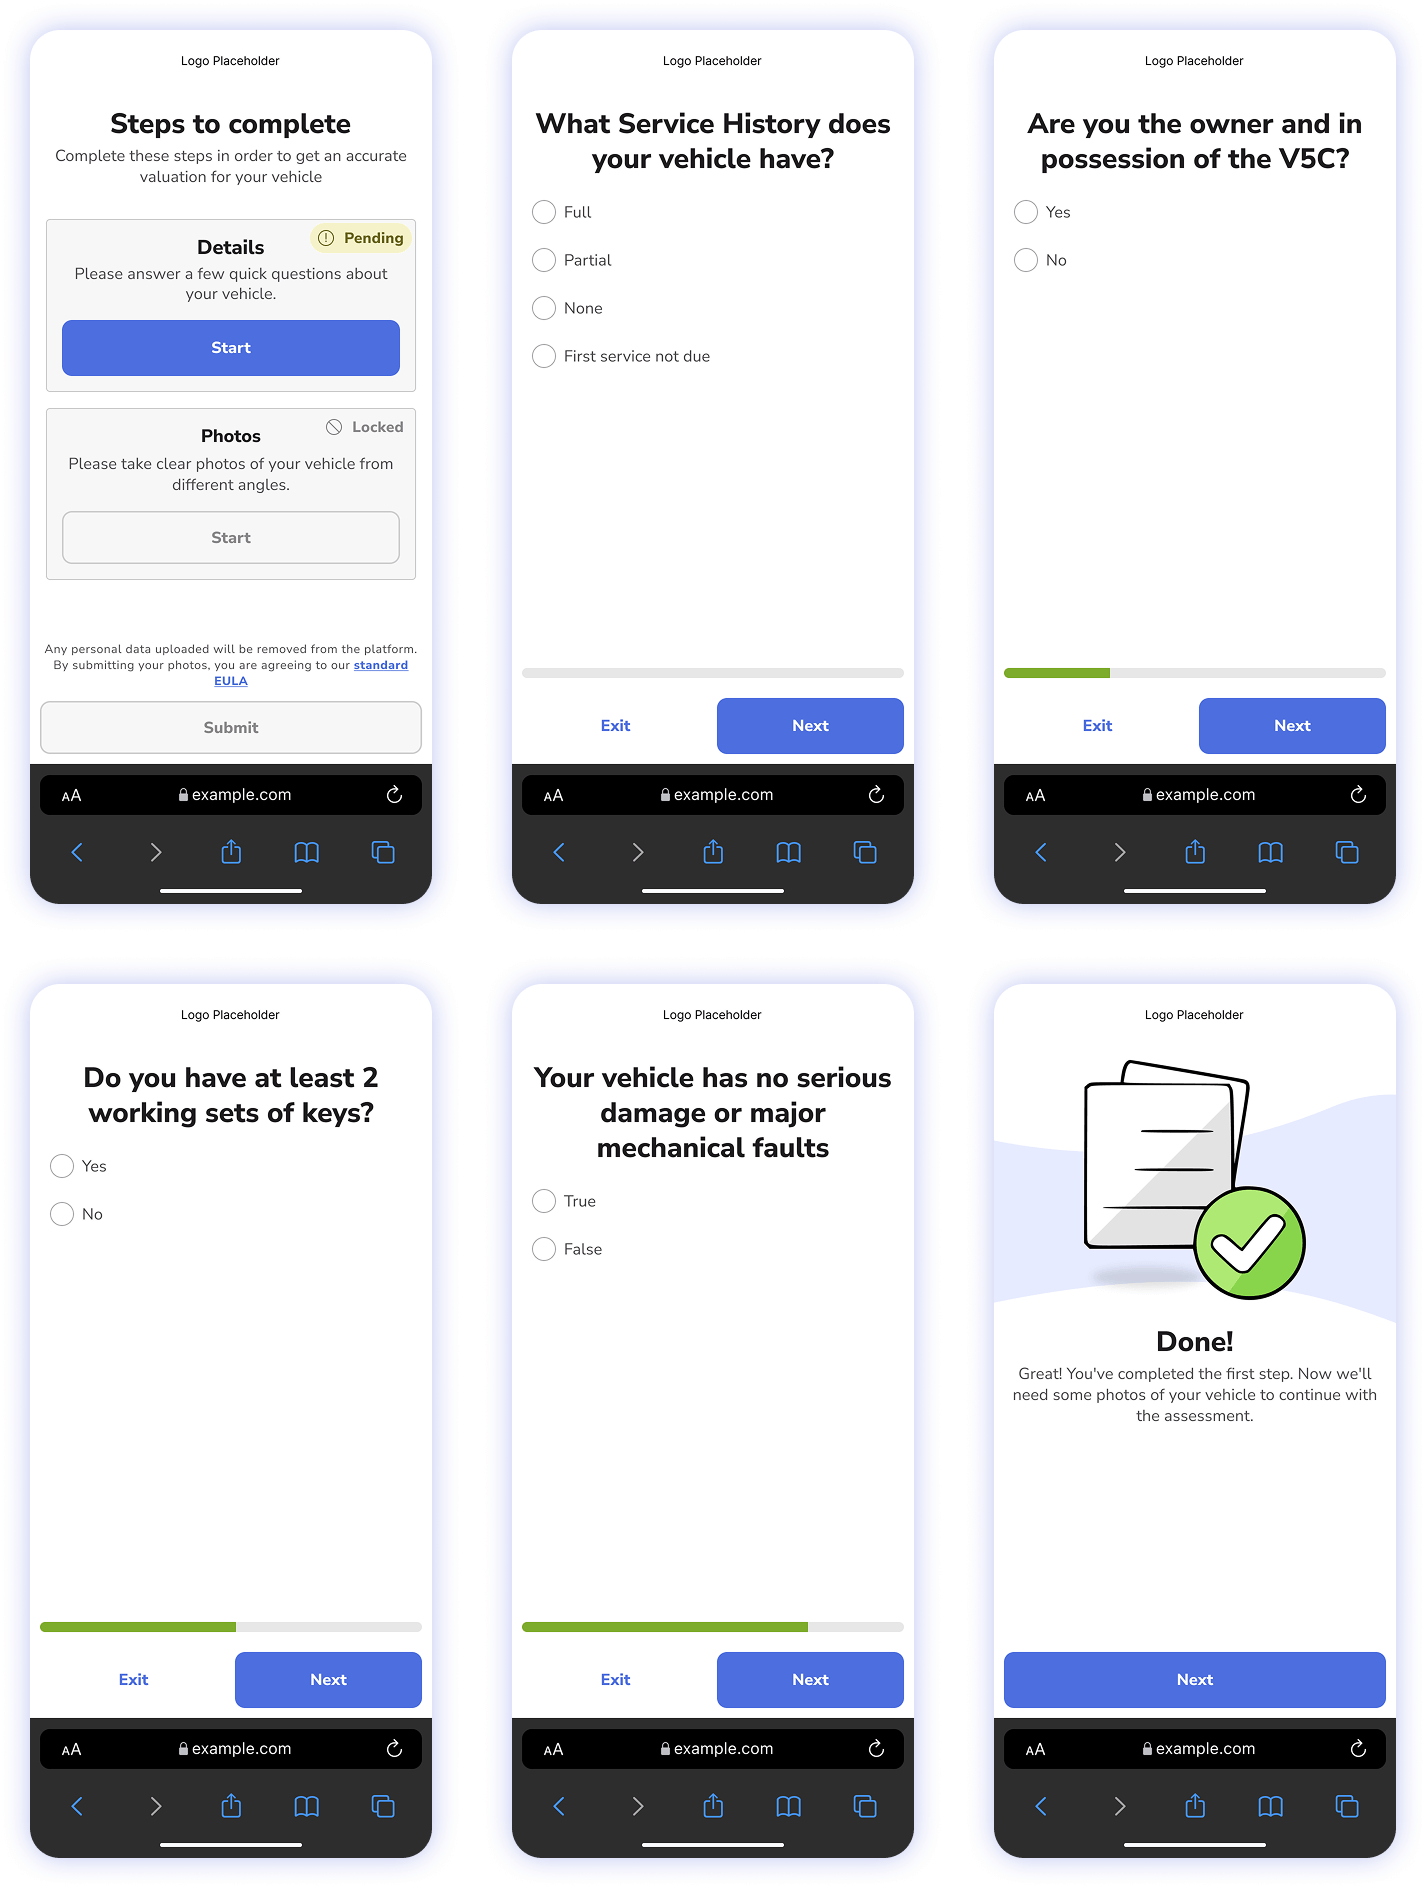 Logo Placeholder
Steps to complete
Complete these steps in order to get an accurate
valuation for your vehicle
Pending
Details
Please answer a few quick questions about
your vehicle.
Start
Locked
Photos
Please take clear photos of your vehicle from
different angles.
Start
Any personal data uploaded will be removed from the platform.
By submitting your photos, you are agreeing to our standard
EULA
Submit
AA
example.com
Logo Placeholder
What Service History does
your vehicle have?
Full
Partial
None
First service not due
Exit
Next
AA
example.com
Logo Placeholder
Are you the owner and in
possession of the V5C?
Yes
No
Exit
Next
AA
example.com
Logo Placeholder
Do you have at least 2
working sets of keys?
Yes
No
Exit
Next
AA
example.com
Logo Placeholder
Your vehicle has no serious
damage or major
mechanical faults
True
False
Exit
Next
AA
example.com
Logo Placeholder
Done!
Great! You've completed the first step. Now we'll
need some photos of your vehicle to continue with
the assessment.
Next
AA
example.com